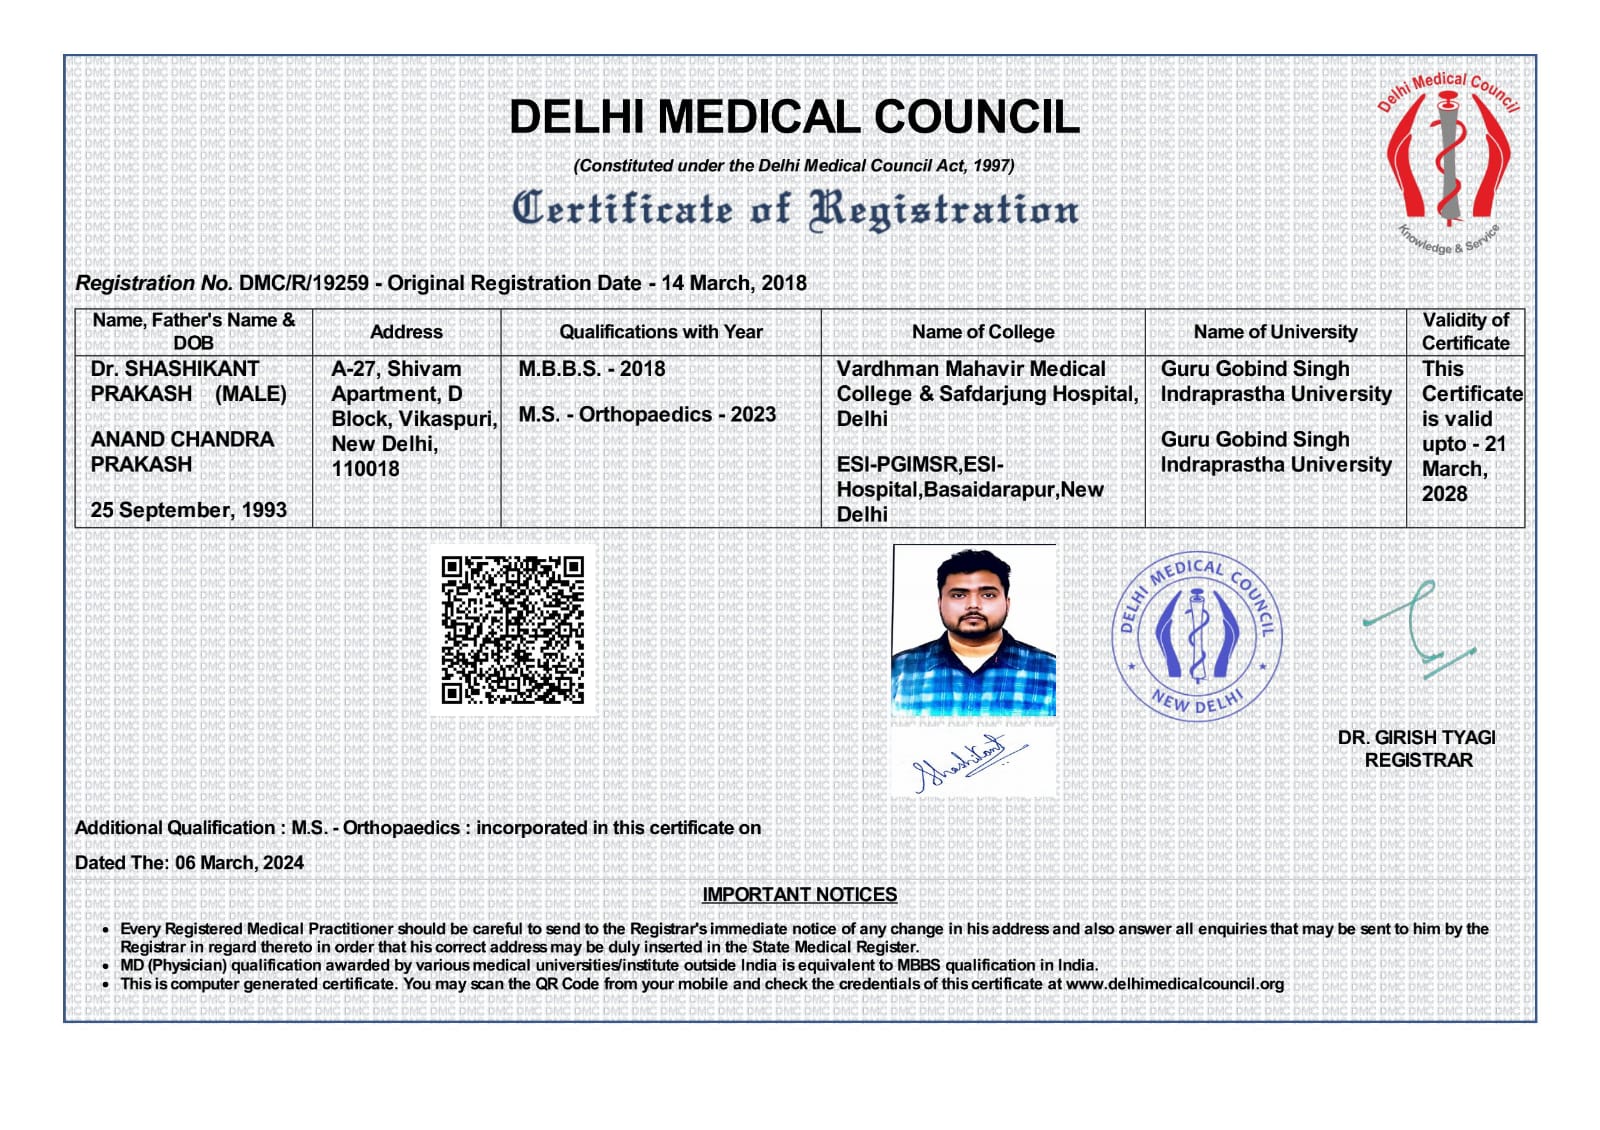 DELHI MEDICAL COUNCIL
(Constituted under the Delhi Medical Council Act, 1997)
Certificate of Registration
Delhi Medical Council
Knowledge & Service
Registration No. DMC/R/19259 - Original Registration Date - 14 March, 2018
Name, Father's Name &
DOB
Address
Qualifications with Year
Name of College
Name of University
Validity of
Certificate
Dr. SHASHIKANT
PRAKASH (MALE)
ANAND CHANDRA
PRAKASH
25 September, 1993
A-27, Shivam
Apartment, D
Block, Vikaspuri,
New Delhi,
110018
M.B.B.S. - 2018
M.S. - Orthopaedics - 2023
Vardhman Mahavir Medical
College & Safdarjung Hospital,
Delhi
ESI-PGIMSR,ESI-
Hospital,Basaidarapur,New
Delhi
Guru Gobind Singh
Indraprastha University
Guru Gobind Singh
Indraprastha University
This
Certificate
is valid
upto - 21
March,
2028
DELHI MEDICAL COUNCIL
NEW DELHI
Shashikant
DR. GIRISH TYAGI
REGISTRAR
Additional Qualification : M.S. - Orthopaedics : incorporated in this certificate on
Dated The: 06 March, 2024
IMPORTANT NOTICES
• Every Registered Medical Practitioner should be careful to send to the Registrar's immediate notice of any change in his address and also answer all enquiries that may be sent to him by the
Registrar in regard thereto in order that his correct address may be duly inserted in the State Medical Register.
• MD (Physician) qualification awarded by various medical universities/institute outside India is equivalent to MBBS qualification in India.
• This is computer generated certificate. You may scan the QR Code from your mobile and check the credentials of this certificate at www.delhimedicalcouncil.org